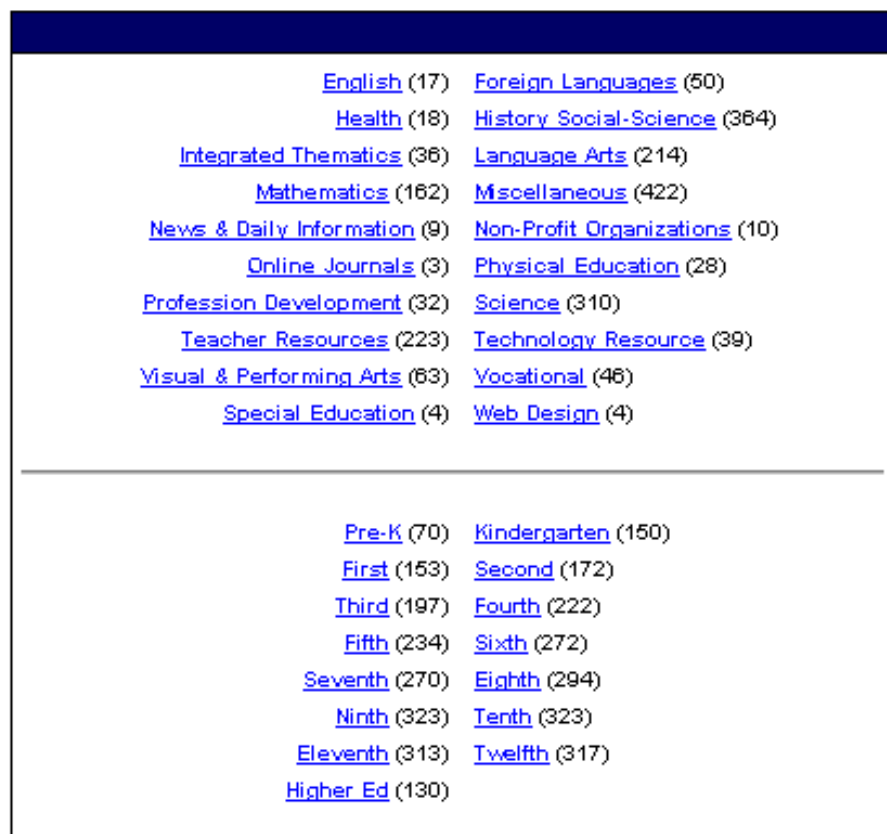 English (17) Foreign Languages (50)
Health (18) History Social-Science (364)
Integrated Thematics (36) Language Arts (214)
Mathematics (162) Miscellaneous (422)
News & Daily Information (9) Non-Profit Organizations (10)
Online Journals (3) Physical Education (28)
Profession Development (32) Science (310)
Teacher Resources (223) Technology Resource (39)
Visual & Performing Arts (63) Vocational (46)
Special Education (4) Web Design (4)
Pre-K (70) Kindergarten (150)
First (153) Second (172)
Third (197) Fourth (222)
Fifth (234) Sixth (272)
Seventh (270) Eighth (294)
Ninth (323) Tenth (323)
Eleventh (313) Twelfth (317)
Higher Ed (130)